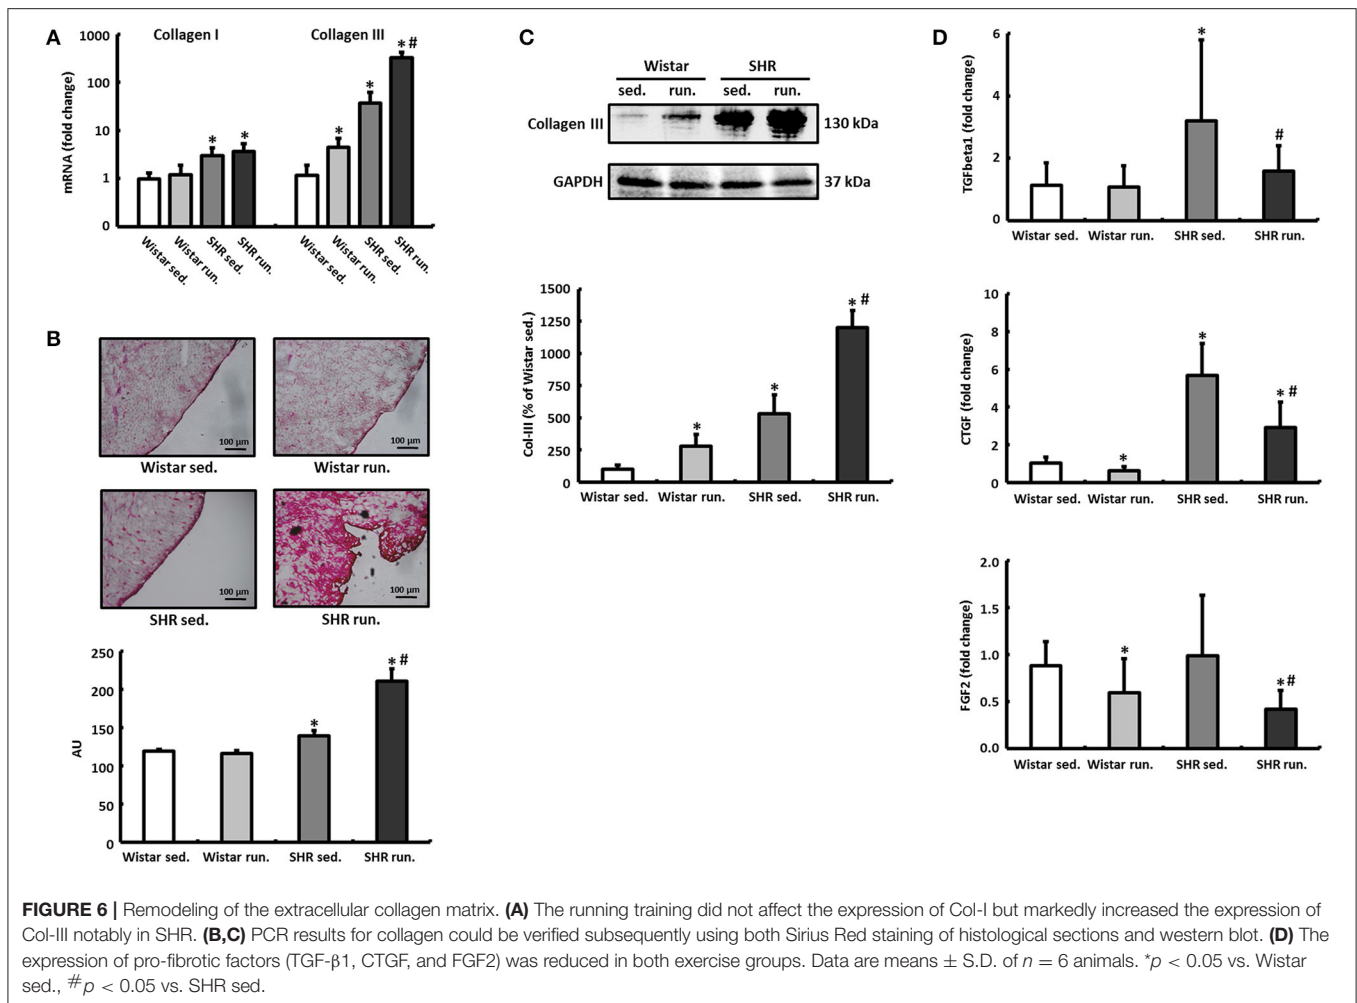 A
Collagen I
Collagen III
mRNA (fold change)
1000
100
10
1
0
*
*
*
*
* #
Wistar sed.
Wistar run.
SHR sed.
SHR run.
Wistar sed.
Wistar run.
SHR sed.
SHR run.
B
100 µm
100 µm
Wistar sed.
Wistar run.
100 µm
100 µm
SHR sed.
SHR run.
AU
250
200
150
100
50
0
*
* #
Wistar sed.
Wistar run.
SHR sed.
SHR run.
C
Wistar
SHR
sed.
run.
sed.
run.
Collagen III
130 kDa
GAPDH
37 kDa
Col-III (% of Wistar sed.)
1500
1250
1000
750
500
250
0
*
*
* #
Wistar sed.
Wistar run.
SHR sed.
SHR run.
D
TGFbeta1 (fold change)
6
4
2
0
*
#
Wistar sed.
Wistar run.
SHR sed.
SHR run.
CTGF (fold change)
10
8
6
4
2
0
*
*
* #
Wistar sed.
Wistar run.
SHR sed.
SHR run.
FGF2 (fold change)
2.0
1.5
1.0
0.5
0.0
*
*#
Wistar sed.
Wistar run.
SHR sed.
SHR run.
FIGURE 6 | Remodeling of the extracellular collagen matrix. (A) The running training did not affect the expression of Col-I but markedly increased the expression of
Col-III notably in SHR. (B,C) PCR results for collagen could be verified subsequently using both Sirius Red staining of histological sections and western blot. (D) The
expression of pro-fibrotic factors (TGF-β1, CTGF, and FGF2) was reduced in both exercise groups. Data are means ± S.D. of n = 6 animals. *p < 0.05 vs. Wistar
sed., #p < 0.05 vs. SHR sed.